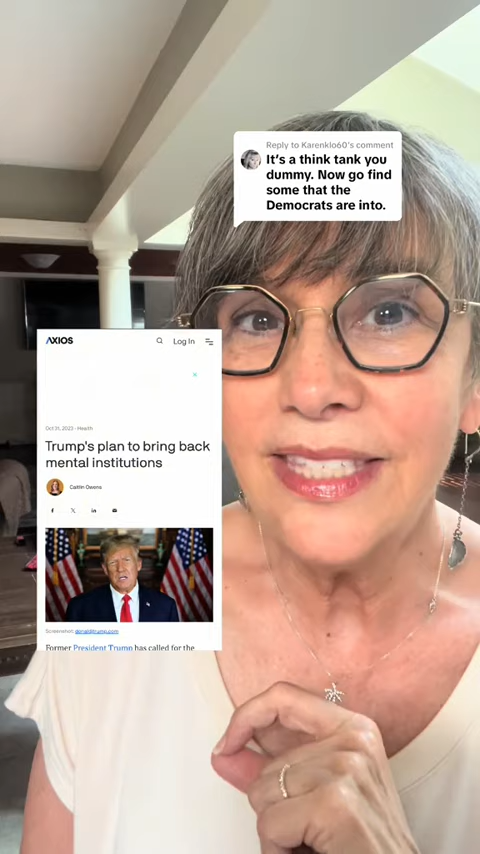 Reply to Karenklo60's comment
It's a think tank you
dummy. Now go find
some that the
Democrats are into.
AXIOS
Log In
Oct 31, 2023 - Health
Trump's plan to bring back
mental institutions
Caitlin Owens
Screenshot: donaldtrump.com
Former President Trump has called for the